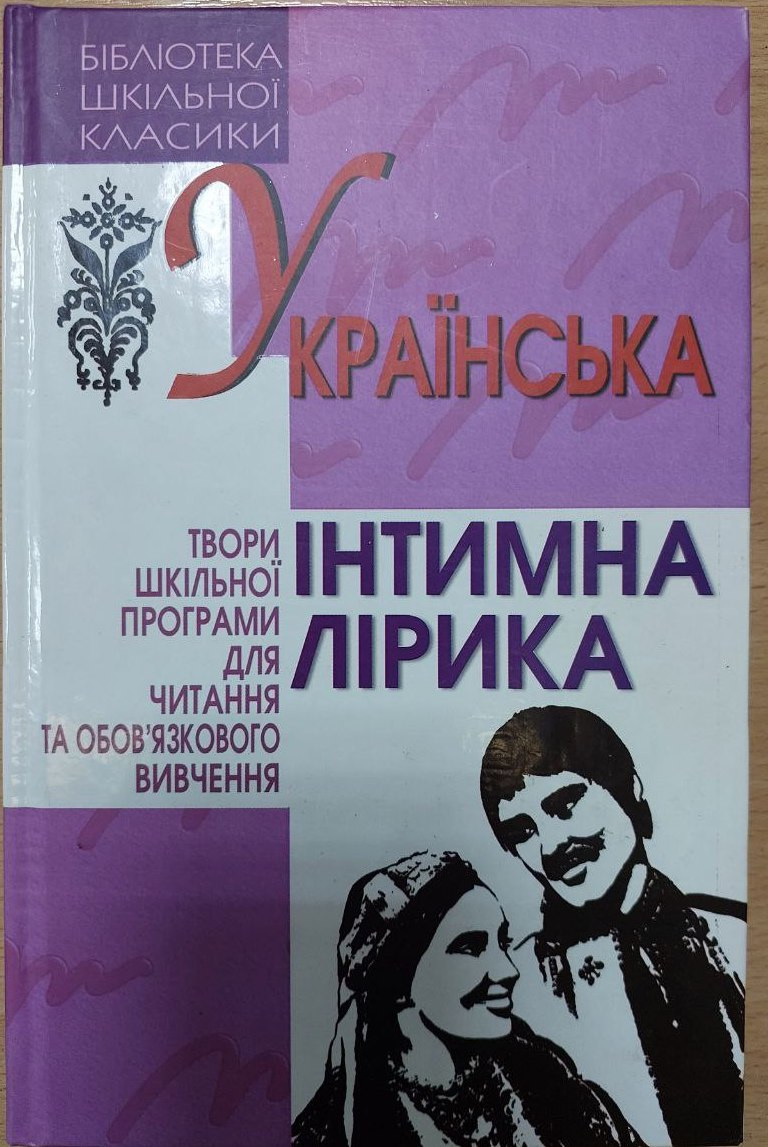 БІБЛІОТЕКА
ШКІЛЬНОЇ
КЛАСИКИ
УКРАЇНСЬКА
ІНТИМНА
ЛІРИКА
ТВОРИ
ШКІЛЬНОЇ
ПРОГРАМИ
ДЛЯ
ЧИТАННЯ
ТА ОБОВ'ЯЗКОВОГО
ВИВЧЕННЯ